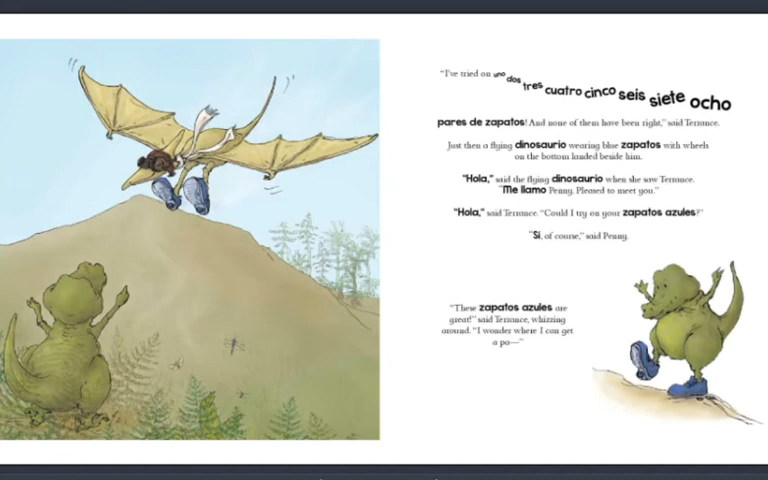 "I've tried on uno dos tres cuatro cinco seis siete ocho
pares de zapatos! And none of them have been right," said Terrance.
Just then a flying dinosaurio wearing blue zapatos with wheels
on the bottom landed beside him.
"Hola," said the flying dinosaurio when she saw Terrance.
"Me llamo Penny. Pleased to meet you."
"Hola," said Terrance. "Could I try on your zapatos azules?"
"Sí, of course," said Penny.
"These zapatos azules are
great!" said Terrance, whizzing
around. "I wonder where I can get
a pa—"